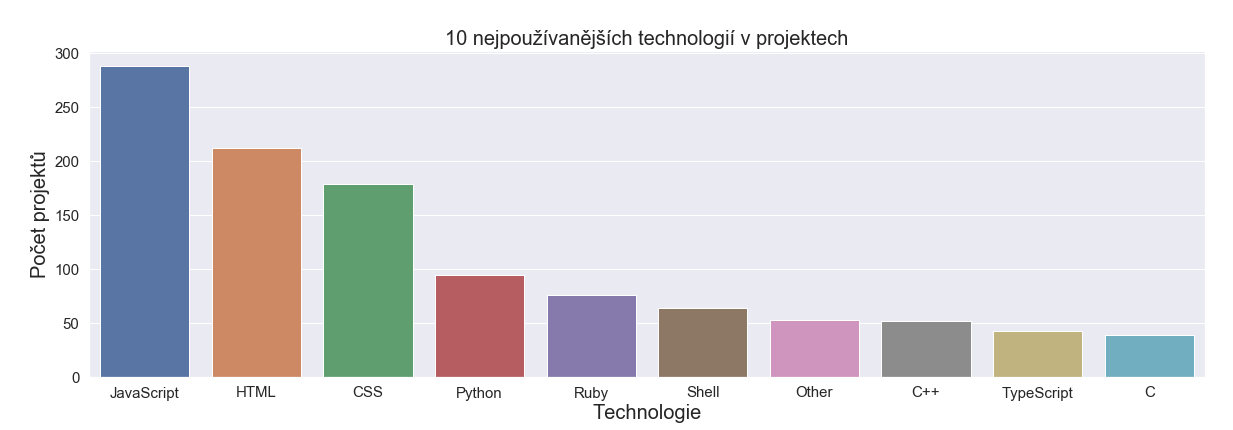 10 nejpoužívanějších technologií v projektech
Počet projektů
300
250
200
150
100
50
0
JavaScript HTML CSS Python Ruby Shell Other C++ TypeScript C
Technologie